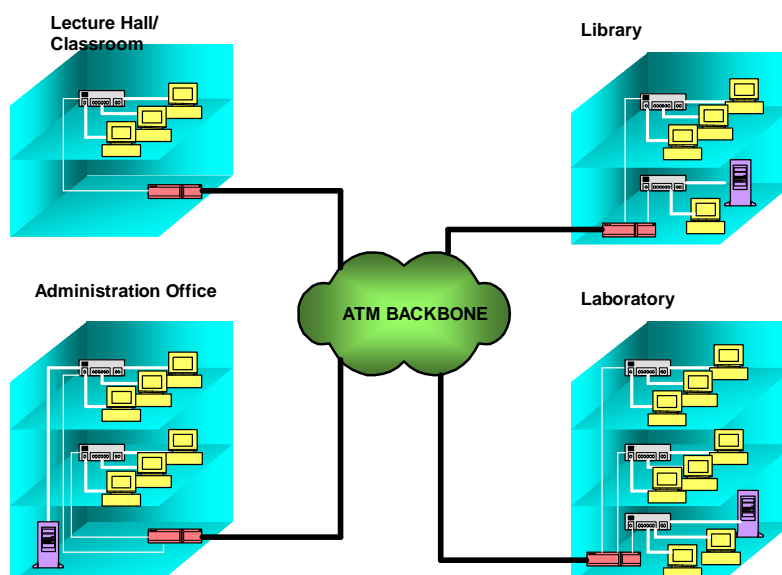 Lecture Hall/
Classroom
Library
ATM BACKBONE
Administration Office
Laboratory